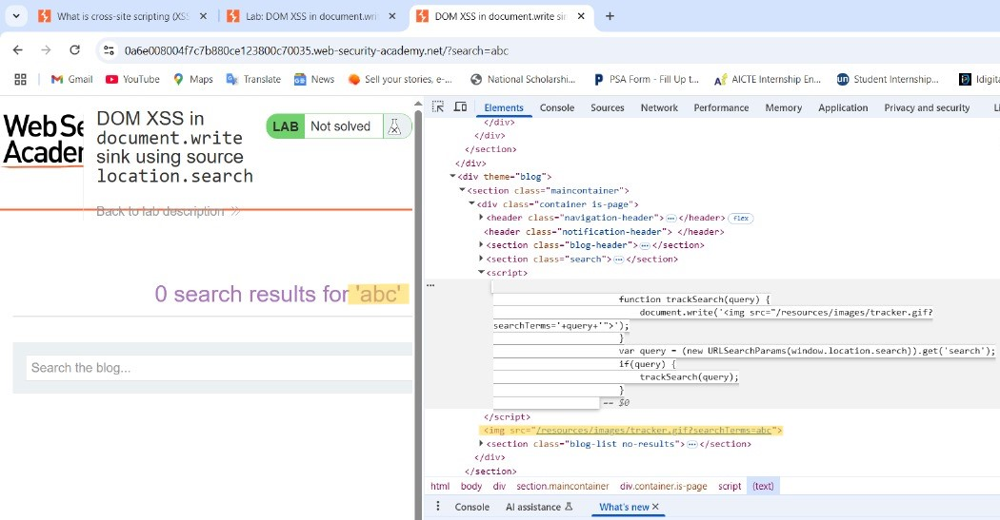 What is cross-site scripting (XSS
Lab: DOM XSS in document.wri
DOM XSS in document.write sin
0a6e008004f7c7b880ce123800c70035.web-security-academy.net/?search=abc
Gmail YouTube Maps Translate News Sell your stories, e-... National Scholarshi... PSA Form - Fill Up t... AICTE Internship En... Student Internship... Idigita
Web Se
Academ
DOM XSS in
document.write
sink using source
location.search
LAB Not solved
Back to lab description
0 search results for 'abc'
Search the blog...
Elements Console Sources Network Performance Memory Application Privacy and security Li
</div>
</div>
</section>
</div>
<div theme="blog">
<section class="maincontainer">
<div class="container is-page">
<header class="navigation-header"> … </header> flex
<header class="notification-header"> </header>
<section class="blog-header"> … </section>
<section class="search"> … </section>
<script>
function trackSearch(query) {
document.write('<img src="/resources/images/tracker.gif?
searchTerms='+query+'">');
}
var query = (new URLSearchParams(window.location.search)).get('search');
if(query) {
trackSearch(query);
}
== $0
</script>
<img src="/resources/images/tracker.gif?searchTerms=abc">
<section class="blog-list no-results"> … </section>
</div>
</section>
html body div section.maincontainer div.container.is-page script (text)
Console AI assistance What's new